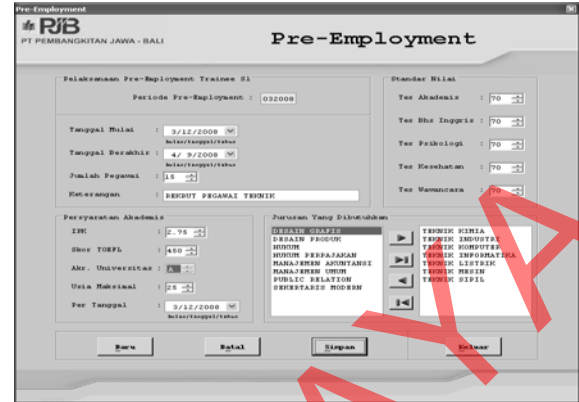 Pre-Employment
PJB
PT PEMBANGKITAN JAWA - BALI
Pre-Employment
Pelaksanaan Pre-Employment Trainee S1
Periode Pre-Employment : 032008
Tanggal Mulai : 3/12/2008
bulan/tanggal/tahun
Tanggal Berakhir : 4/ 9/2008
bulan/tanggal/tahun
Jumlah Pegawai : 15
Keterangan : REKRUT PEGAWAI TEKNIK
Standar Nilai
Tes Akademis : 70
Tes Bhs Inggris : 70
Tes Psikologi : 70
Tes Kesehatan : 70
Tes Wawancara : 70
Persyaratan Akademis
IPK : 2.75
Skor TOEFL : 450
Akr. Universitas : A
Usia Maksimal : 25
Per Tanggal : 3/12/2008
bulan/tanggal/tahun
Jurusan Yang Dibutuhkan
DESAIN GRAFIS
DESAIN PRODUK
HUKUM
HUKUM PERPAJAKAN
MANAJEMEN AKUNTANSI
MANAJEMEN UMUM
PUBLIC RELATION
SEKERTARIS MODERN
TEKNIK KIMIA
TEKNIK INDUSTRI
TEKNIK KOMPUTER
TEKNIK INFORMATIKA
TEKNIK LISTRIK
TEKNIK MESIN
TEKNIK SIPIL
Baru
Batal
Simpan
Keluar